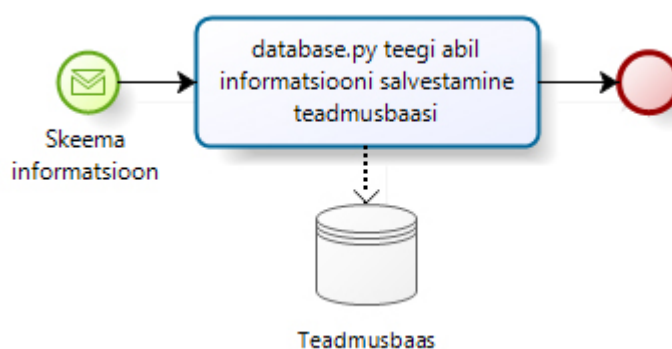 database.py teegi abil
informatsiooni salvestamine
teadmusbaasi
Skeema
informatsioon
Teadmusbaas